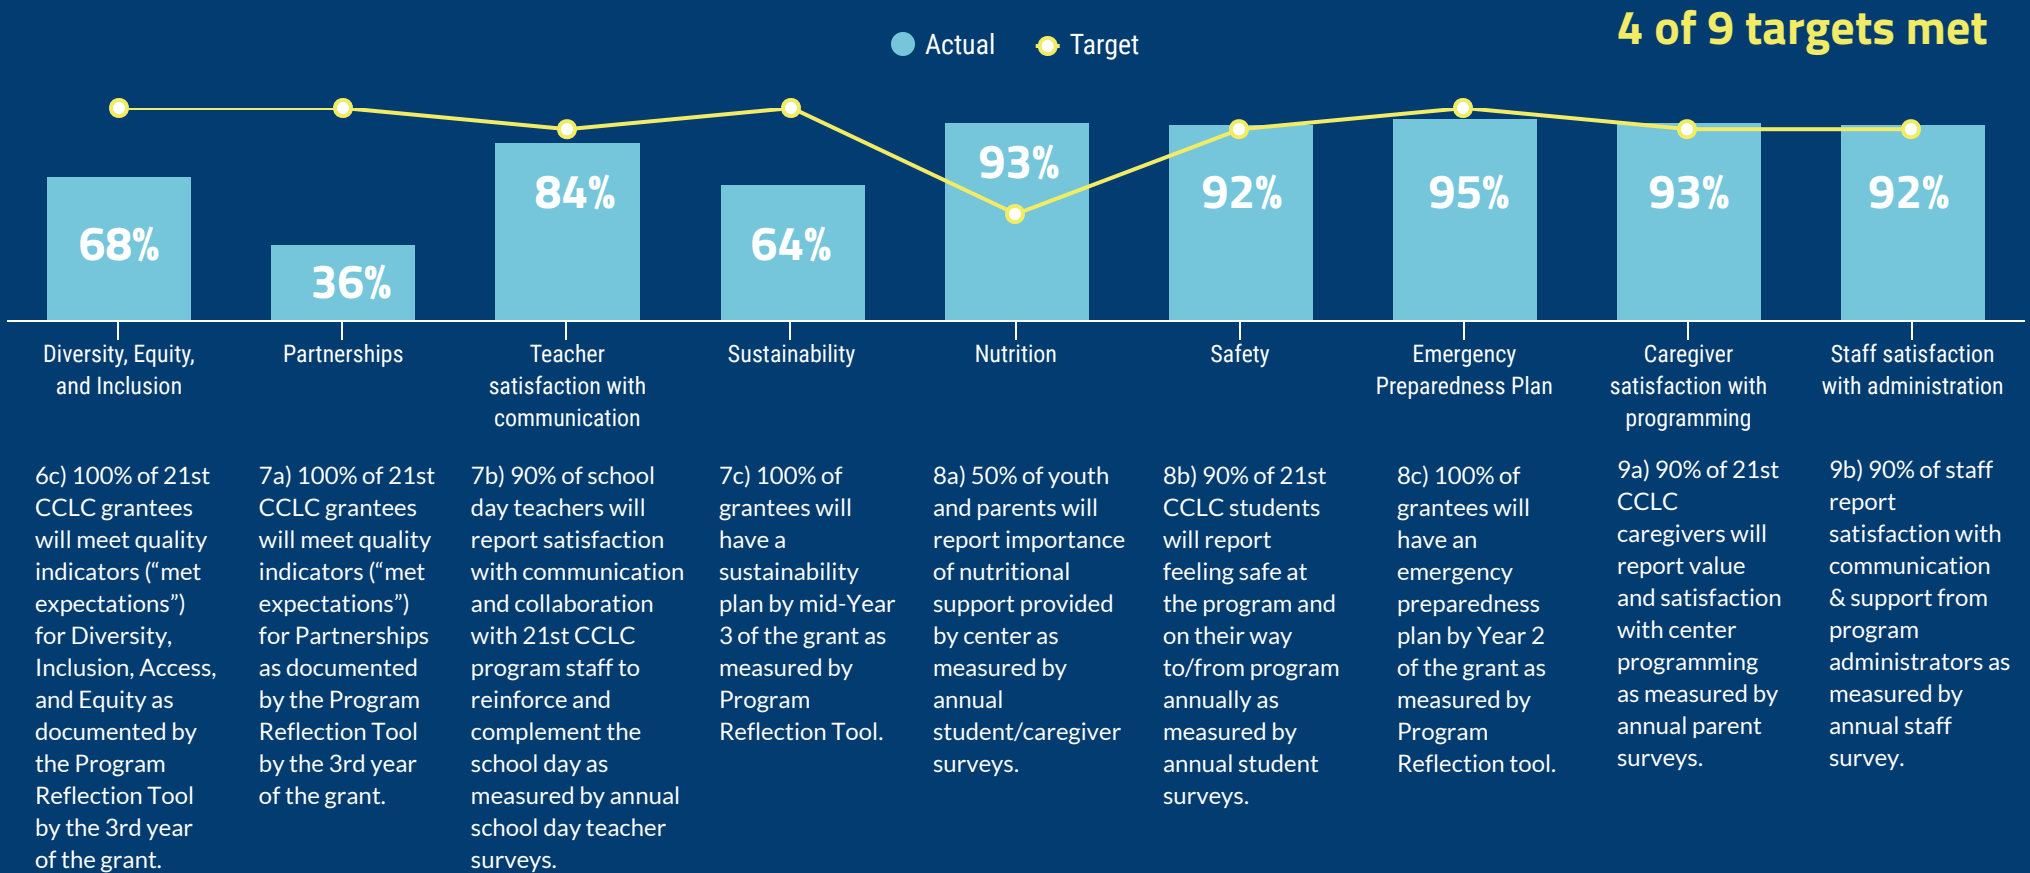 4 of 9 targets met
Actual
Target
68%
36%
84%
64%
93%
92%
95%
93%
92%
Diversity, Equity,
and Inclusion
Partnerships
Teacher
satisfaction with
communication
Sustainability
Nutrition
Safety
Emergency
Preparedness Plan
Caregiver
satisfaction with
programming
Staff satisfaction
with administration
6c) 100% of 21st
CCLC grantees
will meet quality
indicators (“met
expectations”)
for Diversity,
Inclusion, Access,
and Equity as
documented by
the Program
Reflection Tool
by the 3rd year
of the grant.
7a) 100% of 21st
CCLC grantees
will meet quality
indicators (“met
expectations”)
for Partnerships
as documented
by the Program
Reflection Tool
by the 3rd year
of the grant.
7b) 90% of school
day teachers will
report satisfaction
with communication
and collaboration
with 21st CCLC
program staff to
reinforce and
complement the
school day as
measured by annual
school day teacher
surveys.
7c) 100% of
grantees will
have a
sustainability
plan by mid-Year
3 of the grant as
measured by
Program
Reflection Tool.
8a) 50% of youth
and parents will
report importance
of nutritional
support provided
by center as
measured by
annual
student/caregiver
surveys.
8b) 90% of 21st
CCLC students
will report
feeling safe at
the program and
on their way
to/from program
annually as
measured by
annual student
surveys.
8c) 100% of
grantees will
have an
emergency
preparedness
plan by Year 2
of the grant as
measured by
Program
Reflection tool.
9a) 90% of 21st
CCLC
caregivers will
report value
and satisfaction
with center
programming
as measured by
annual parent
surveys.
9b) 90% of staff
report
satisfaction with
communication
& support from
program
administrators as
measured by
annual staff
survey.